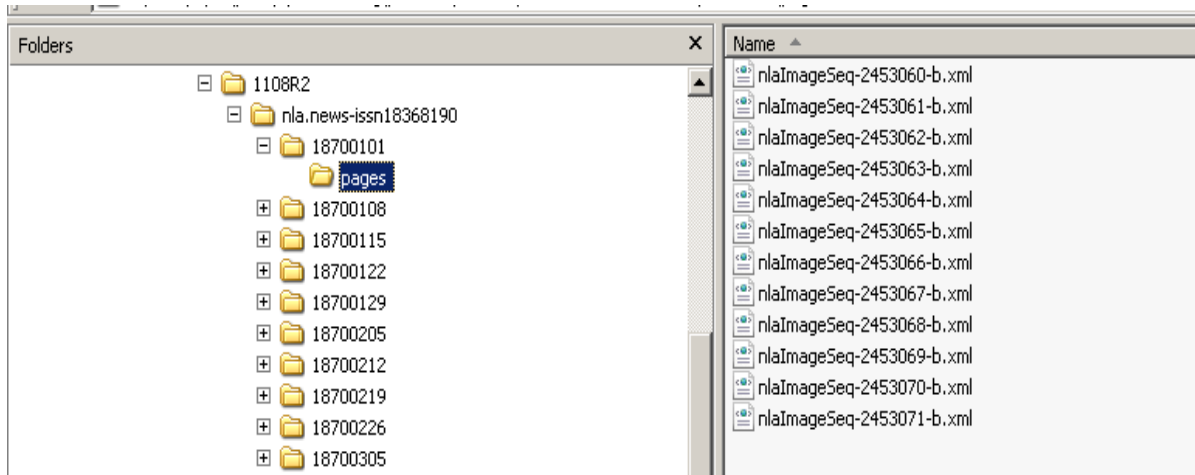 Folders
x
1108R2
nla.news-issn18368190
18700101
pages
18700108
18700115
18700122
18700129
18700205
18700212
18700219
18700226
18700305
Name
nlaImageSeq-2453060-b.xml
nlaImageSeq-2453061-b.xml
nlaImageSeq-2453062-b.xml
nlaImageSeq-2453063-b.xml
nlaImageSeq-2453064-b.xml
nlaImageSeq-2453065-b.xml
nlaImageSeq-2453066-b.xml
nlaImageSeq-2453067-b.xml
nlaImageSeq-2453068-b.xml
nlaImageSeq-2453069-b.xml
nlaImageSeq-2453070-b.xml
nlaImageSeq-2453071-b.xml